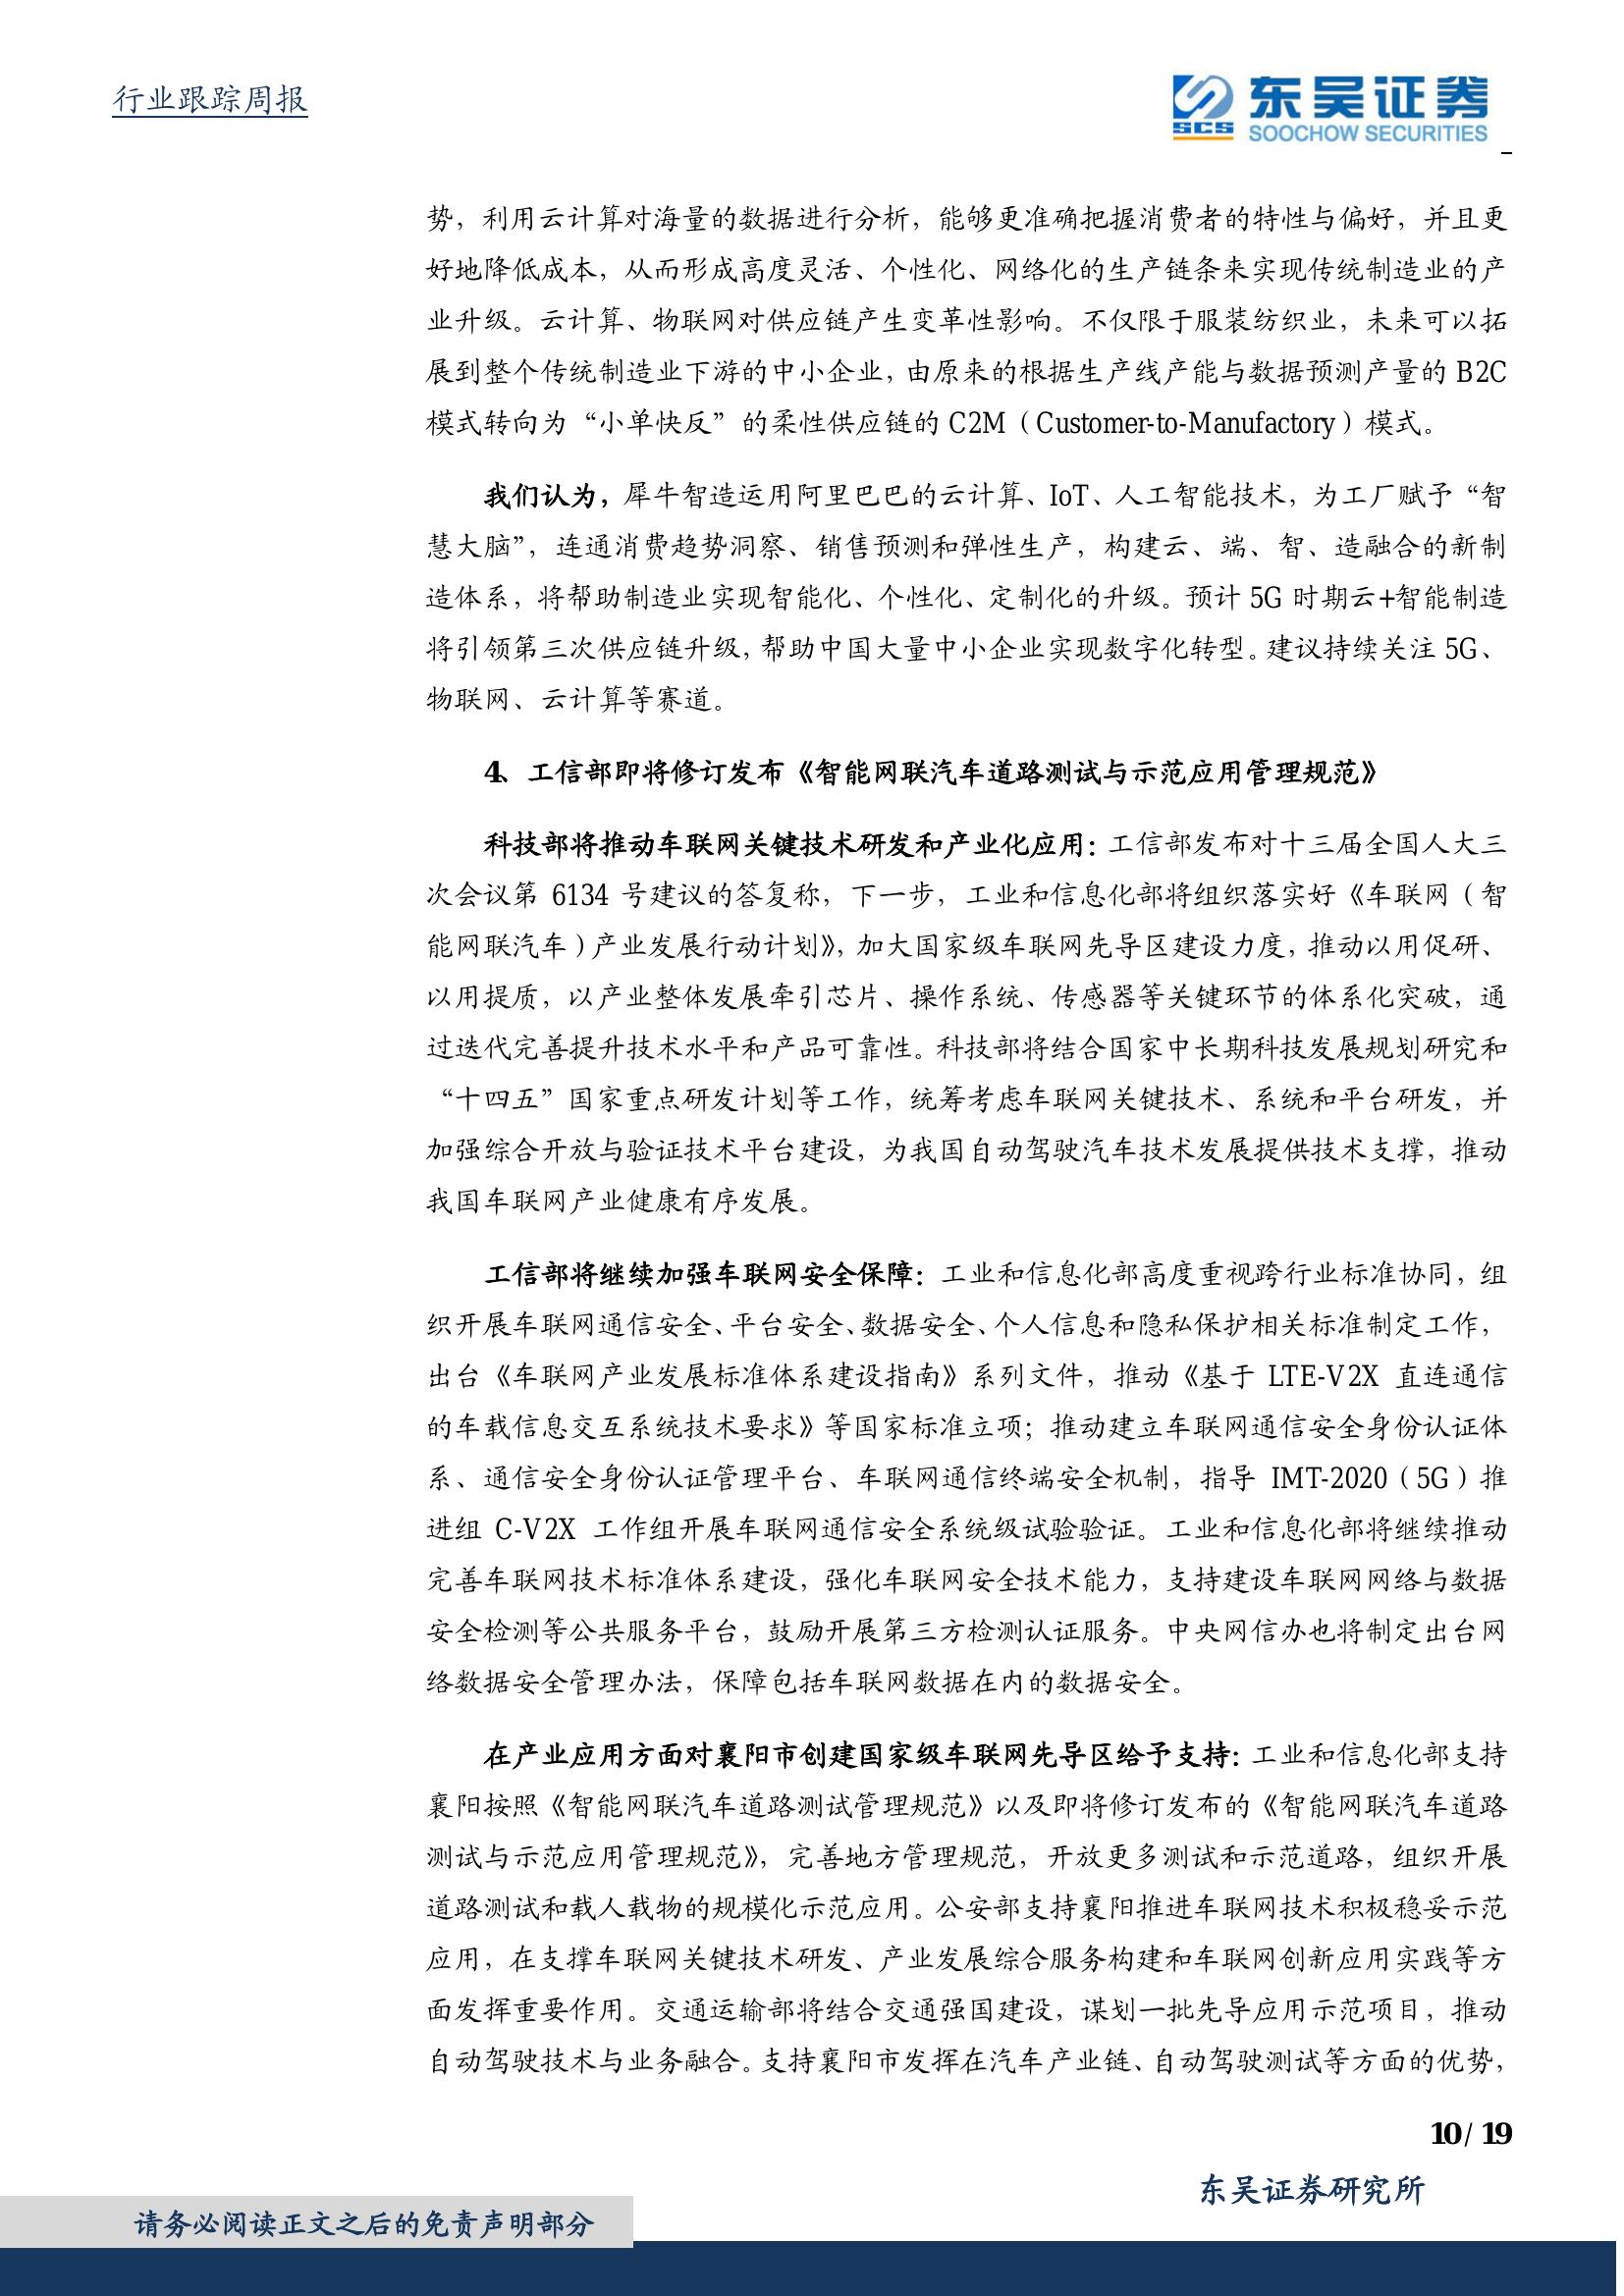 行业跟踪周报
东吴证券
SCS
SOOCHOW SECURITIES
势，利用云计算对海量的数据进行分析，能够更准确把握消费者的特性与偏好，并且更
好地降低成本，从而形成高度灵活、个性化、网络化的生产链条来实现传统制造业的产
业升级。云计算、物联网对供应链产生变革性影响。不仅限于服装纺织业，未来可以拓
展到整个传统制造业下游的中小企业，由原来的根据生产线产能与数据预测产量的 B2C
模式转向为“小单快反”的柔性供应链的 C2M（Customer-to-Manufactory）模式。
我们认为，犀牛智造运用阿里巴巴的云计算、IoT、人工智能技术，为工厂赋予“智
慧大脑”，连通消费趋势洞察、销售预测和弹性生产，构建云、端、智、造融合的新制
造体系，将帮助制造业实现智能化、个性化、定制化的升级。预计 5G 时期云+智能制造
将引领第三次供应链升级，帮助中国大量中小企业实现数字化转型。建议持续关注 5G、
物联网、云计算等赛道。
4、工信部即将修订发布《智能网联汽车道路测试与示范应用管理规范》
科技部将推动车联网关键技术研发和产业化应用：工信部发布对十三届全国人大三
次会议第 6134 号建议的答复称，下一步，工业和信息化部将组织落实好《车联网（智
能网联汽车）产业发展行动计划》，加大国家级车联网先导区建设力度，推动以用促研、
以用提质，以产业整体发展牵引芯片、操作系统、传感器等关键环节的体系化突破，通
过迭代完善提升技术水平和产品可靠性。科技部将结合国家中长期科技发展规划研究和
“十四五”国家重点研发计划等工作，统筹考虑车联网关键技术、系统和平台研发，并
加强综合开放与验证技术平台建设，为我国自动驾驶汽车技术发展提供技术支撑，推动
我国车联网产业健康有序发展。
工信部将继续加强车联网安全保障：工业和信息化部高度重视跨行业标准协同，组
织开展车联网通信安全、平台安全、数据安全、个人信息和隐私保护相关标准制定工作，
出台《车联网产业发展标准体系建设指南》系列文件，推动《基于 LTE-V2X 直连通信
的车载信息交互系统技术要求》等国家标准立项；推动建立车联网通信安全身份认证体
系、通信安全身份认证管理平台、车联网通信终端安全机制，指导 IMT-2020（5G）推
进组 C-V2X 工作组开展车联网通信安全系统级试验验证。工业和信息化部将继续推动
完善车联网技术标准体系建设，强化车联网安全技术能力，支持建设车联网网络与数据
安全检测等公共服务平台，鼓励开展第三方检测认证服务。中央网信办也将制定出台网
络数据安全管理办法，保障包括车联网数据在内的数据安全。
在产业应用方面对襄阳市创建国家级车联网先导区给予支持：工业和信息化部支持
襄阳按照《智能网联汽车道路测试管理规范》以及即将修订发布的《智能网联汽车道路
测试与示范应用管理规范》，完善地方管理规范，开放更多测试和示范道路，组织开展
道路测试和载人载物的规模化示范应用。公安部支持襄阳推进车联网技术积极稳妥示范
应用，在支撑车联网关键技术研发、产业发展综合服务构建和车联网创新应用实践等方
面发挥重要作用。交通运输部将结合交通强国建设，谋划一批先导应用示范项目，推动
自动驾驶技术与业务融合。支持襄阳市发挥在汽车产业链、自动驾驶测试等方面的优势，
10 / 19
东吴证券研究所
请务必阅读正文之后的免责声明部分